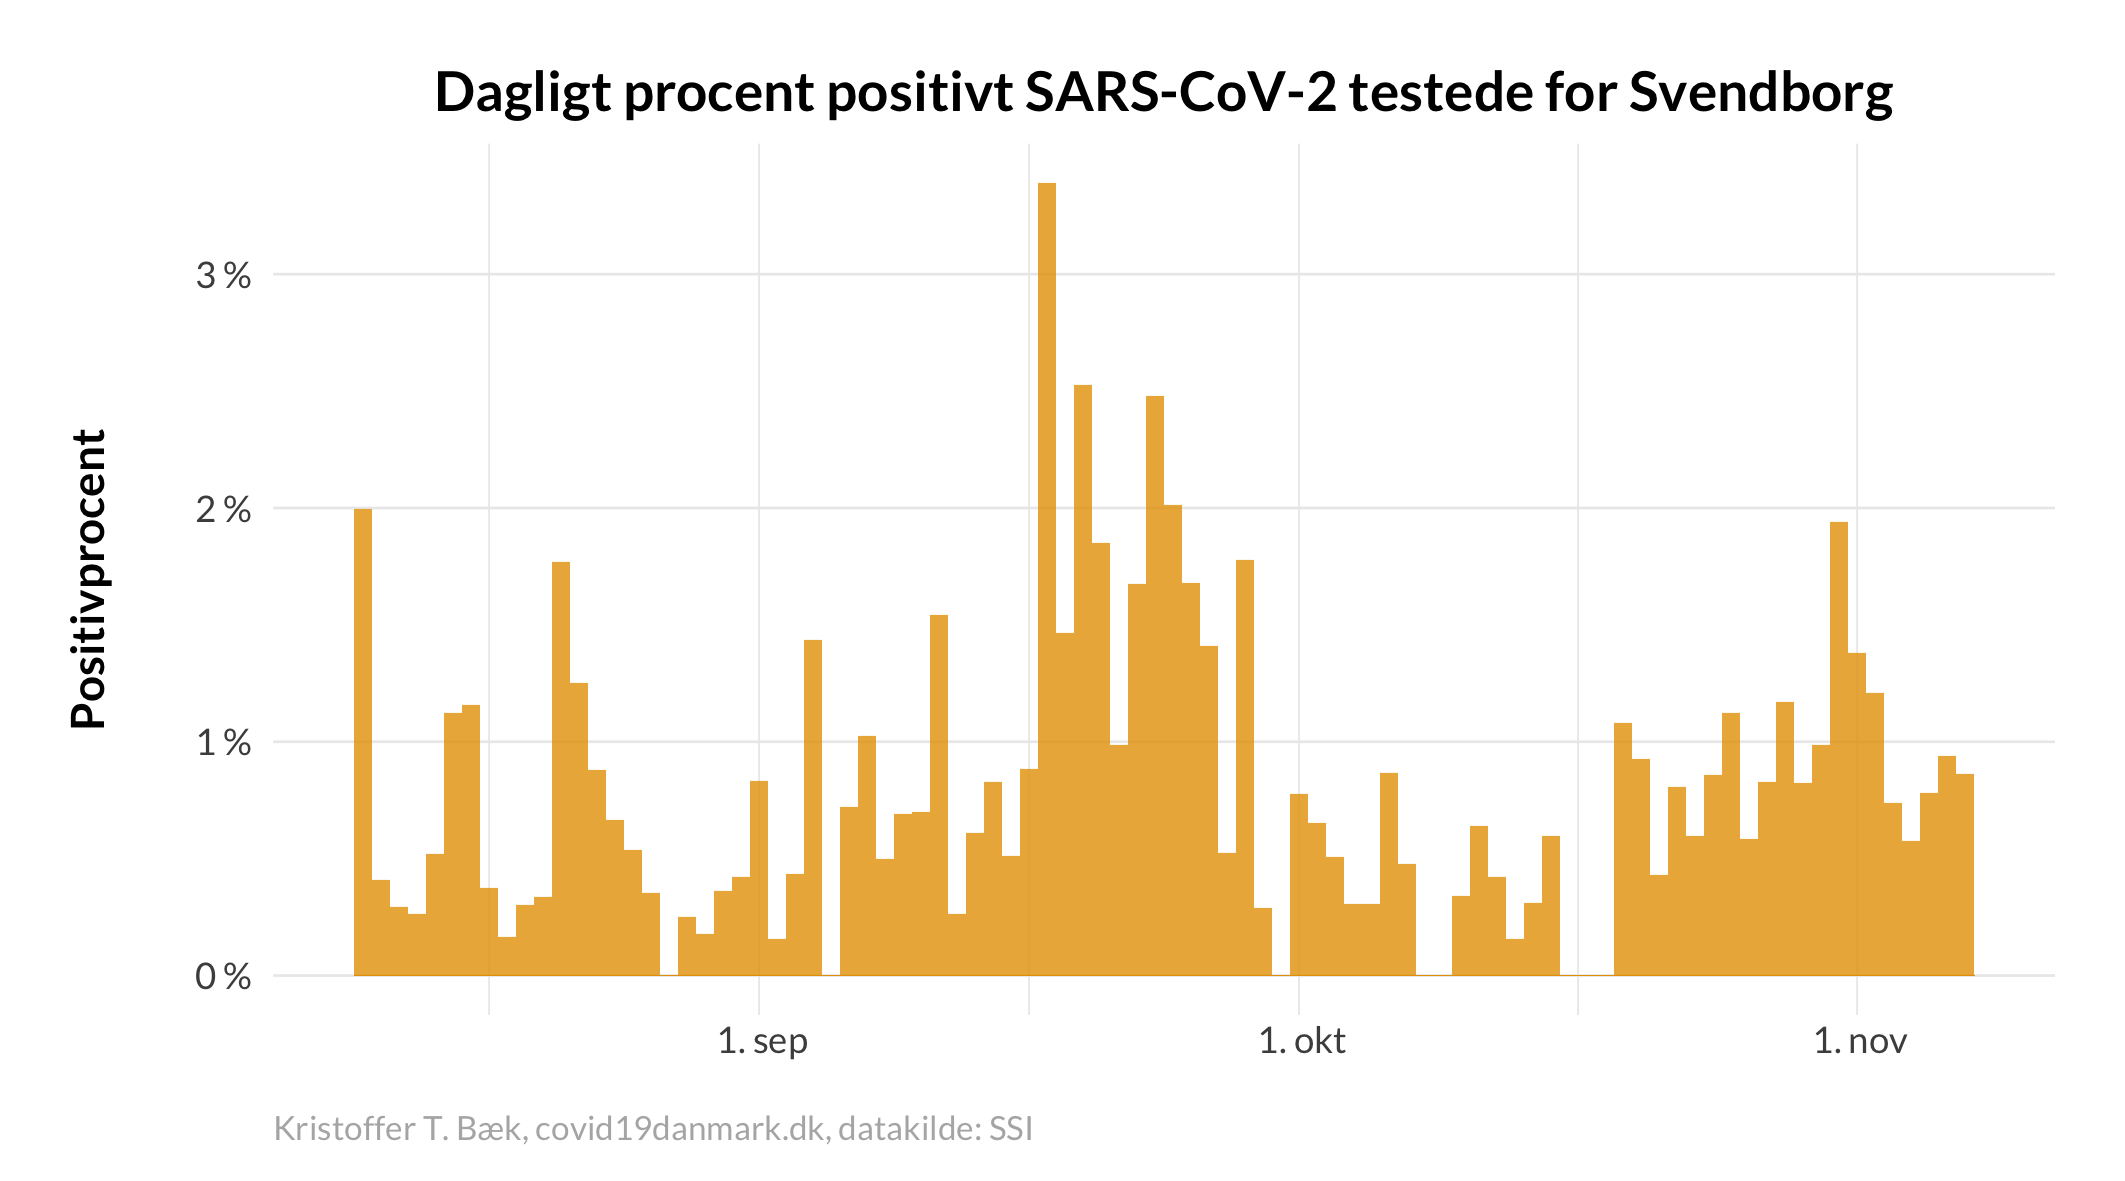 Dagligt procent positivt SARS-CoV-2 testede for Svendborg
Positivprocent
3 %
2 %
1 %
0 %
1. sep
1. okt
1. nov
Kristoffer T. Bæk, covid19danmark.dk, datakilde: SSI